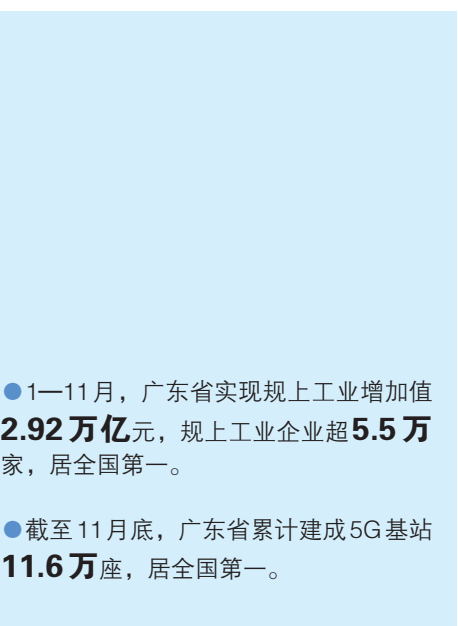 ●1—11月，广东省实现规上工业增加值
2.92万亿元，规上工业企业超5.5万
家，居全国第一。
●截至11月底，广东省累计建成5G基站
11.6万座，居全国第一。